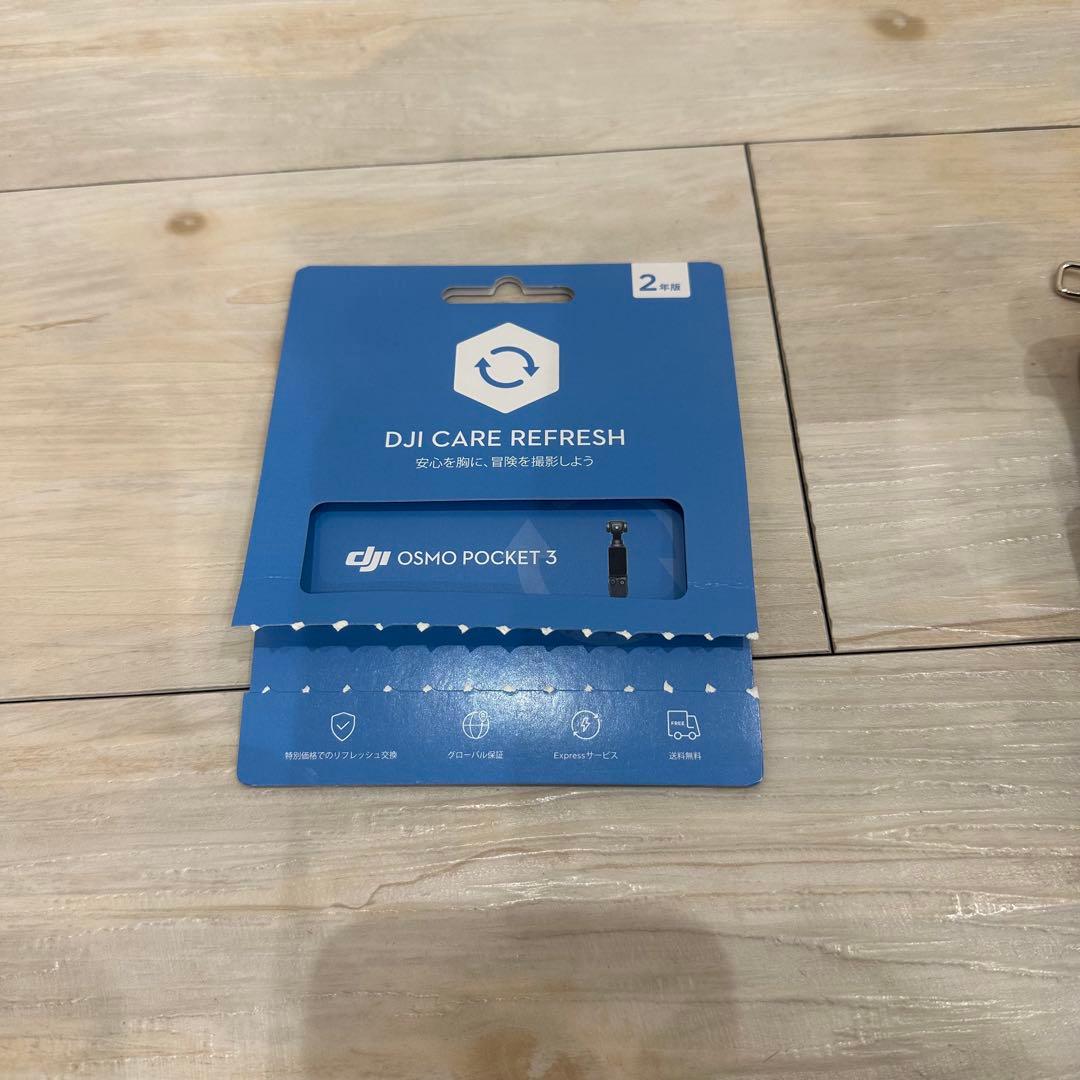 2年版
DJI CARE REFRESH
安心を胸に、冒険を撮影しよう
dji OSMO POCKET 3
特別価格でのリフレッシュ交換
グローバル保証
Expressサービス
FREE
送料無料